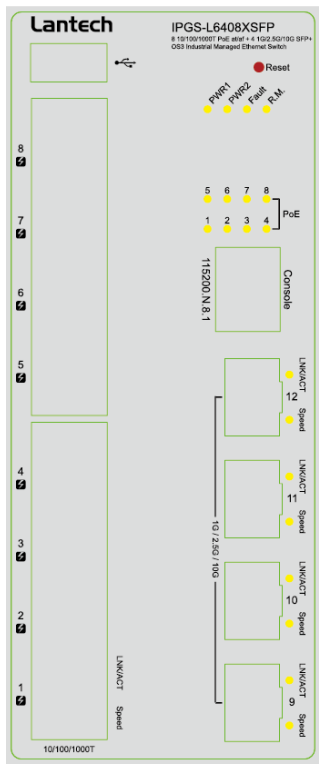 Lantech
IPGS-L6408XSFP
8 10/100/1000T PoE at/af + 4 1G/2.5G/10G SFP+
OS3 Industrial Managed Ethernet Switch
Reset
PWR1
PWR2
Fault
R.M.
5 6 7 8
1 2 3 4
PoE
115200.N.8.1
Console
8
7
6
5
4
3
2
1
LNK/ACT
12
Speed
LNK/ACT
11
Speed
1G / 2.5G / 10G
LNK/ACT
10
Speed
LNK/ACT
9
Speed
LNK/ACT
Speed
10/100/1000T